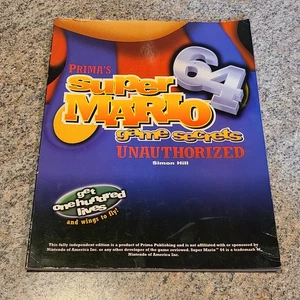 PRIMA'S
super 64
MARIO
game secrets
UNAUTHORIZED
Simon Hill
get
one hundred
lives
and wings to fly!
This fully independent edition is a product of Prima Publishing and is not affiliated with or sponsored by
Nintendo of America Inc. or any other developer of the game reviewed. Super Mario™ 64 is a trademark of
Nintendo of America Inc.